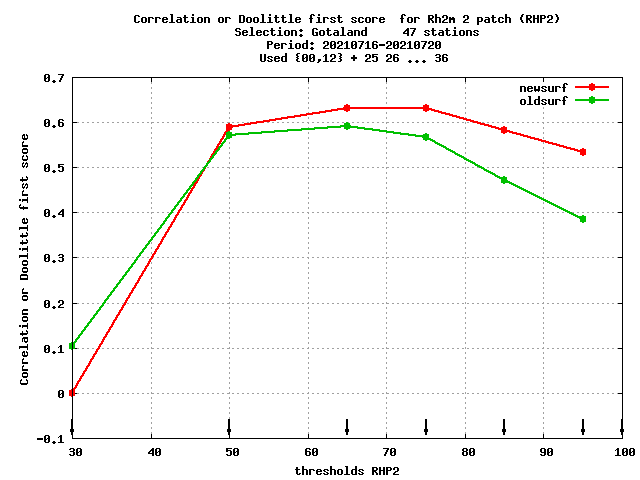 Correlation or Doolittle first score  for Rh2m 2 patch (RHP2)
Selection: Gotaland     47 stations
Period: 20210716-20210720
Used {00,12} + 25 26 ... 36
newsurf
oldsurf
Correlation or Doolittle first score
0.7
0.6
0.5
0.4
0.3
0.2
0.1
0
-0.1
30 40 50 60 70 80 90 100
thresholds RHP2